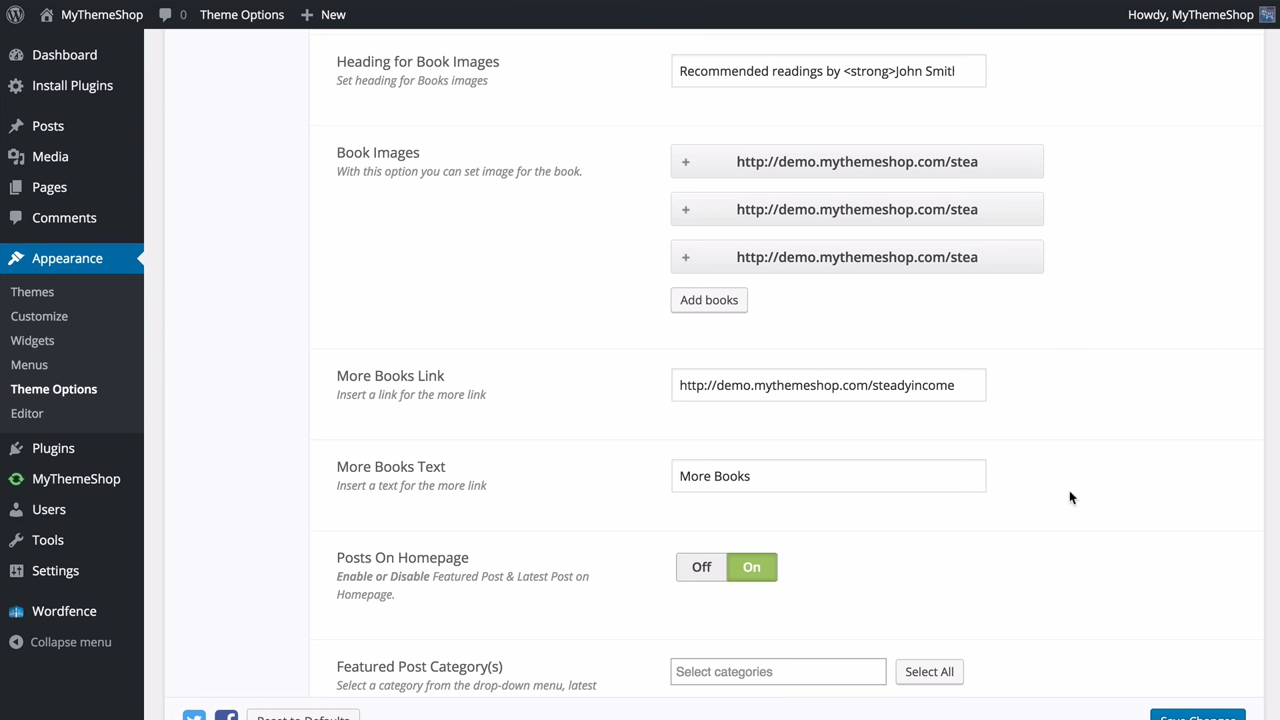 MyThemeShop 0 Theme Options New Howdy, MyThemeShop
Dashboard
Install Plugins
Posts
Media
Pages
Comments
Appearance
Themes
Customize
Widgets
Menus
Theme Options
Editor
Plugins
MyThemeShop
Users
Tools
Settings
Wordfence
Collapse menu
Heading for Book Images
Set heading for Books images
Recommended readings by <strong>John Smitl
Book Images
With this option you can set image for the book.
+ http://demo.mythemeshop.com/stea
+ http://demo.mythemeshop.com/stea
+ http://demo.mythemeshop.com/stea
Add books
More Books Link
Insert a link for the more link
http://demo.mythemeshop.com/steadyincome
More Books Text
Insert a text for the more link
More Books
Posts On Homepage
Enable or Disable Featured Post & Latest Post on
Homepage.
Off On
Featured Post Category(s)
Select a category from the drop-down menu, latest
Select categories
Select All
Reset to Defaults
Save Changes